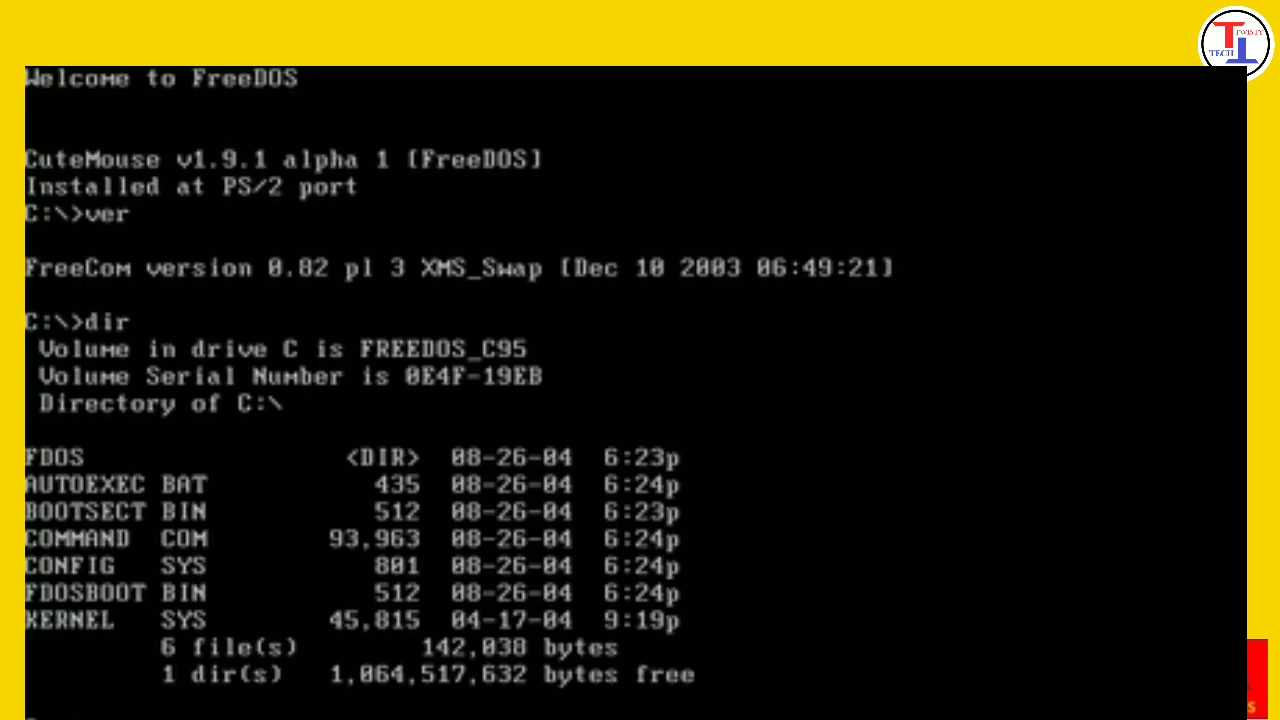 TWISTY
TECH
Welcome to FreeDOS
CuteMouse v1.9.1 alpha 1 [FreeDOS]
Installed at PS/2 port
C:\>ver
FreeCom version 0.82 pl 3 XMS_Swap [Dec 10 2003 06:49:21]
C:\>dir
Volume in drive C is FREEDOS_C95
Volume Serial Number is 0E4F-19EB
Directory of C:\
FDOS <DIR> 08-26-04 6:23p
AUTOEXEC BAT 435 08-26-04 6:24p
BOOTSECT BIN 512 08-26-04 6:23p
COMMAND COM 93,963 08-26-04 6:24p
CONFIG SYS 801 08-26-04 6:24p
FDOSBOOT BIN 512 08-26-04 6:24p
KERNEL SYS 45,815 04-17-04 9:19p
6 file(s) 142,038 bytes
1 dir(s) 1,064,517,632 bytes free